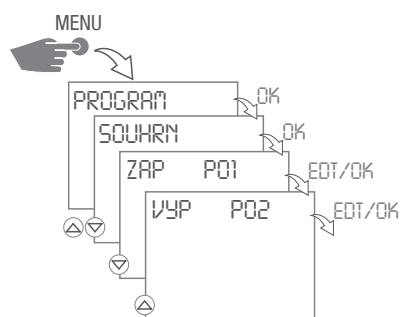 MENU
PROGRAM OK
SOUHRN OK
ZAP P01 EDT/OK
VYP P02 EDT/OK